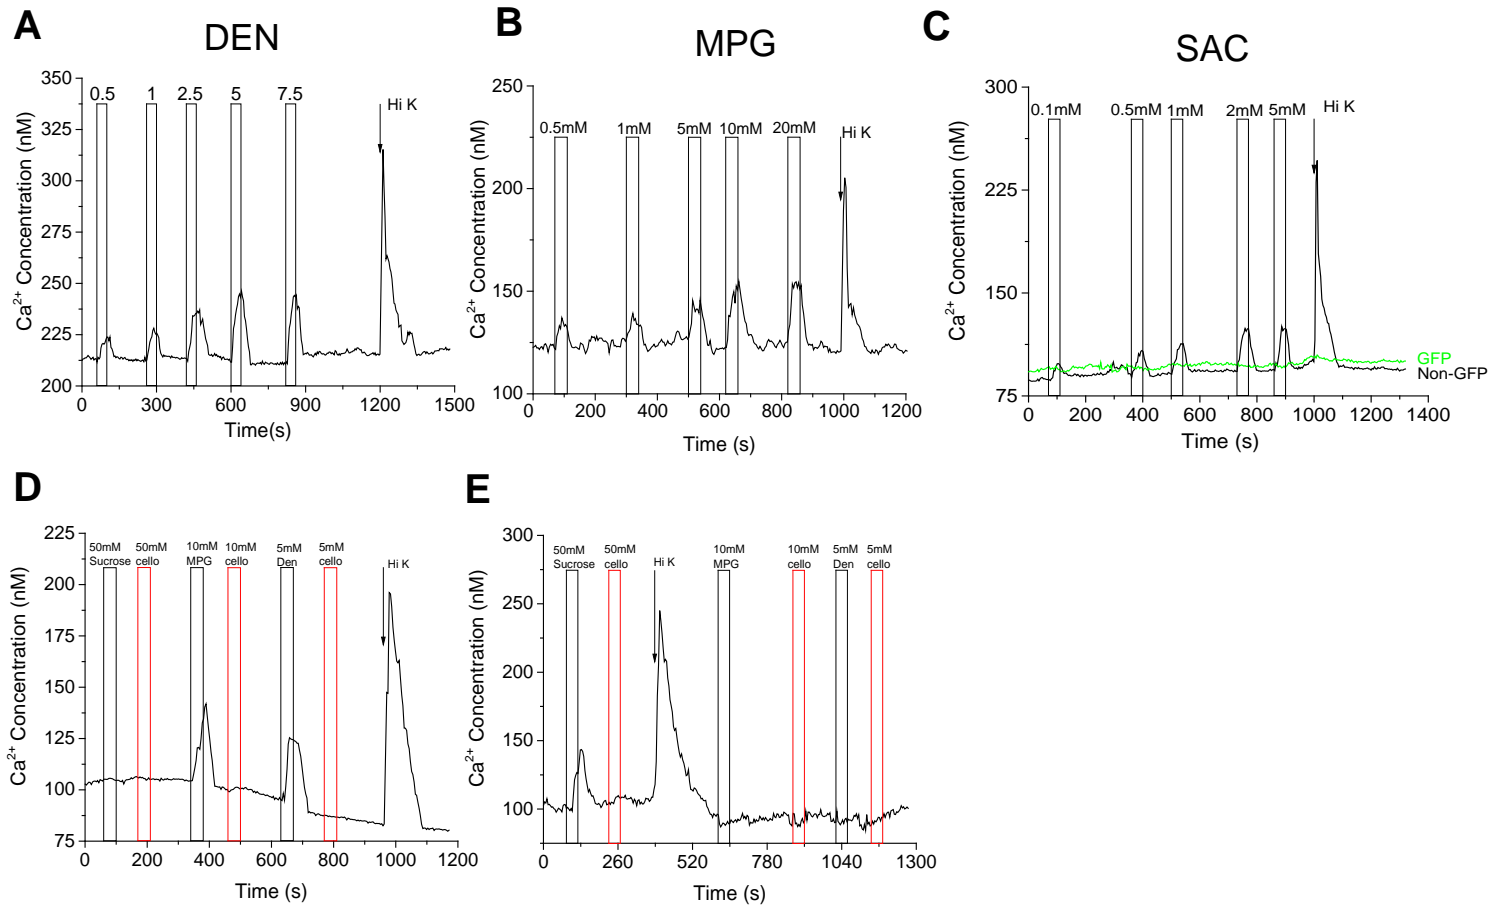 A
DEN
350
325
300
275
250
225
200
Ca2+ Concentration (nM)
0.5
1
2.5
5
7.5
Hi K
0
300
600
900
1200
1500
Time(s)
B
MPG
250
200
150
100
Ca2+ Concentration (nM)
0.5mM
1mM
5mM
10mM
20mM
Hi K
0
200
400
600
800
1000
1200
Time (s)
C
SAC
300
225
150
75
Ca2+ Concentration (nM)
0.1mM
0.5mM
1mM
2mM
5mM
Hi K
GFP
Non-GFP
0
200
400
600
800
1000
1200
1400
Time (s)
D
225
200
175
150
125
100
75
Ca2+ Concentration (nM)
50mM
Sucrose
50mM
cello
10mM
MPG
10mM
cello
5mM
Den
5mM
cello
Hi K
0
200
400
600
800
1000
1200
Time (s)
E
300
250
200
150
100
Ca2+ Concentration (nM)
50mM
Sucrose
50mM
cello
Hi K
10mM
MPG
10mM
cello
5mM
Den
5mM
cello
0
260
520
780
1040
1300
Time (s)